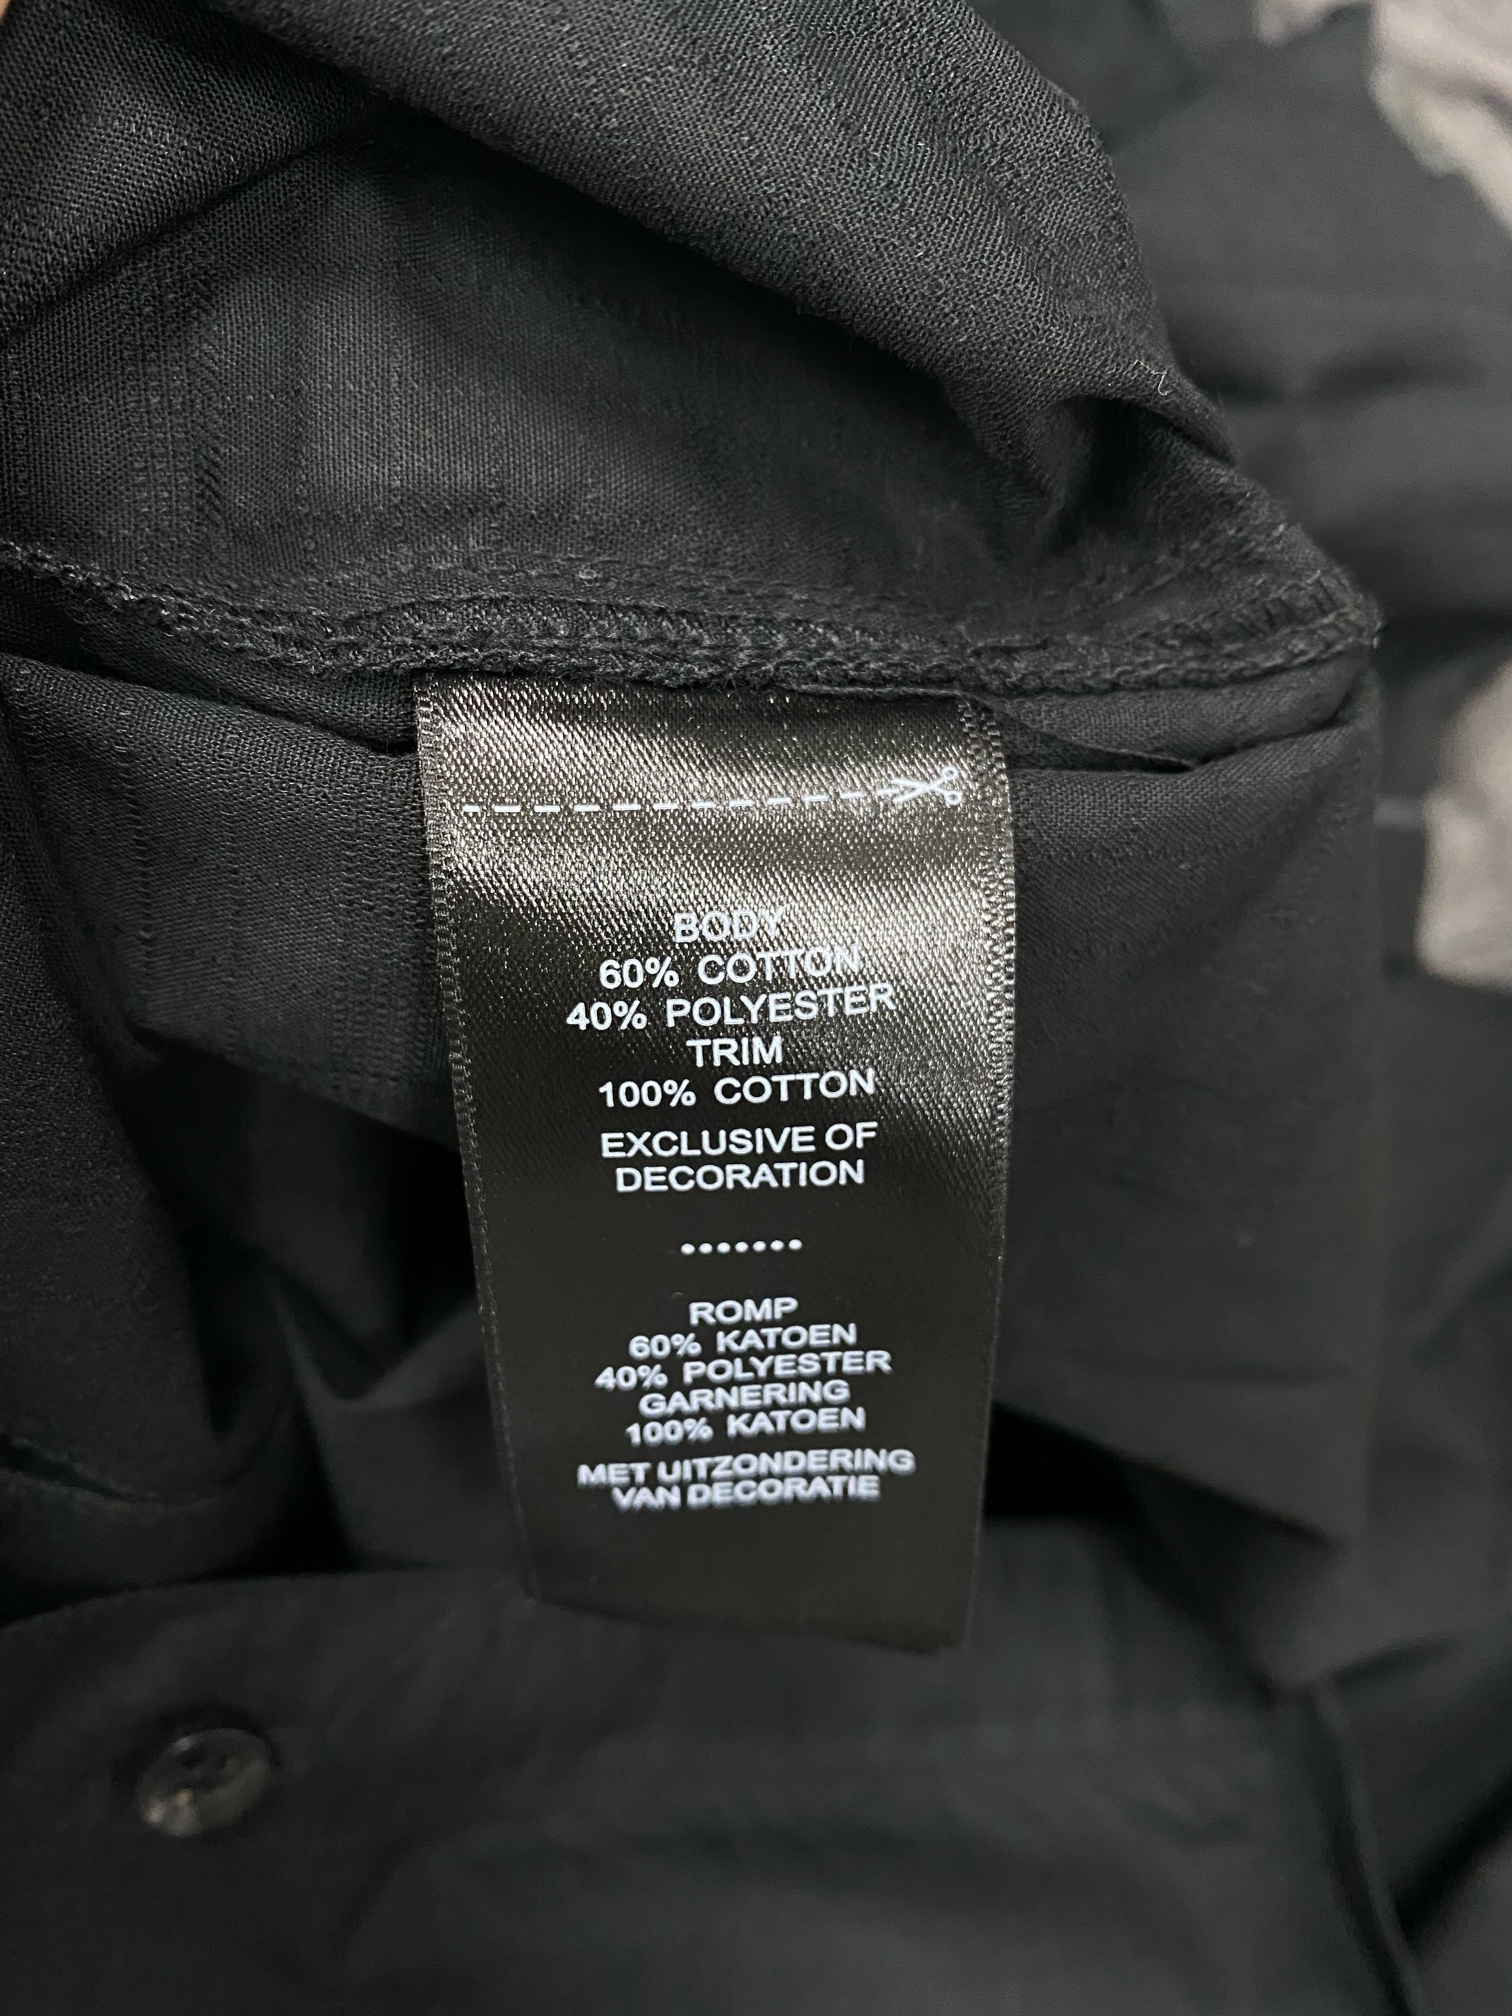 BODY
60% COTTON
40% POLYESTER
TRIM
100% COTTON
EXCLUSIVE OF
DECORATION
.......
ROMP
60% KATOEN
40% POLYESTER
GARNERING
100% KATOEN
MET UITZONDERING
VAN DECORATIE